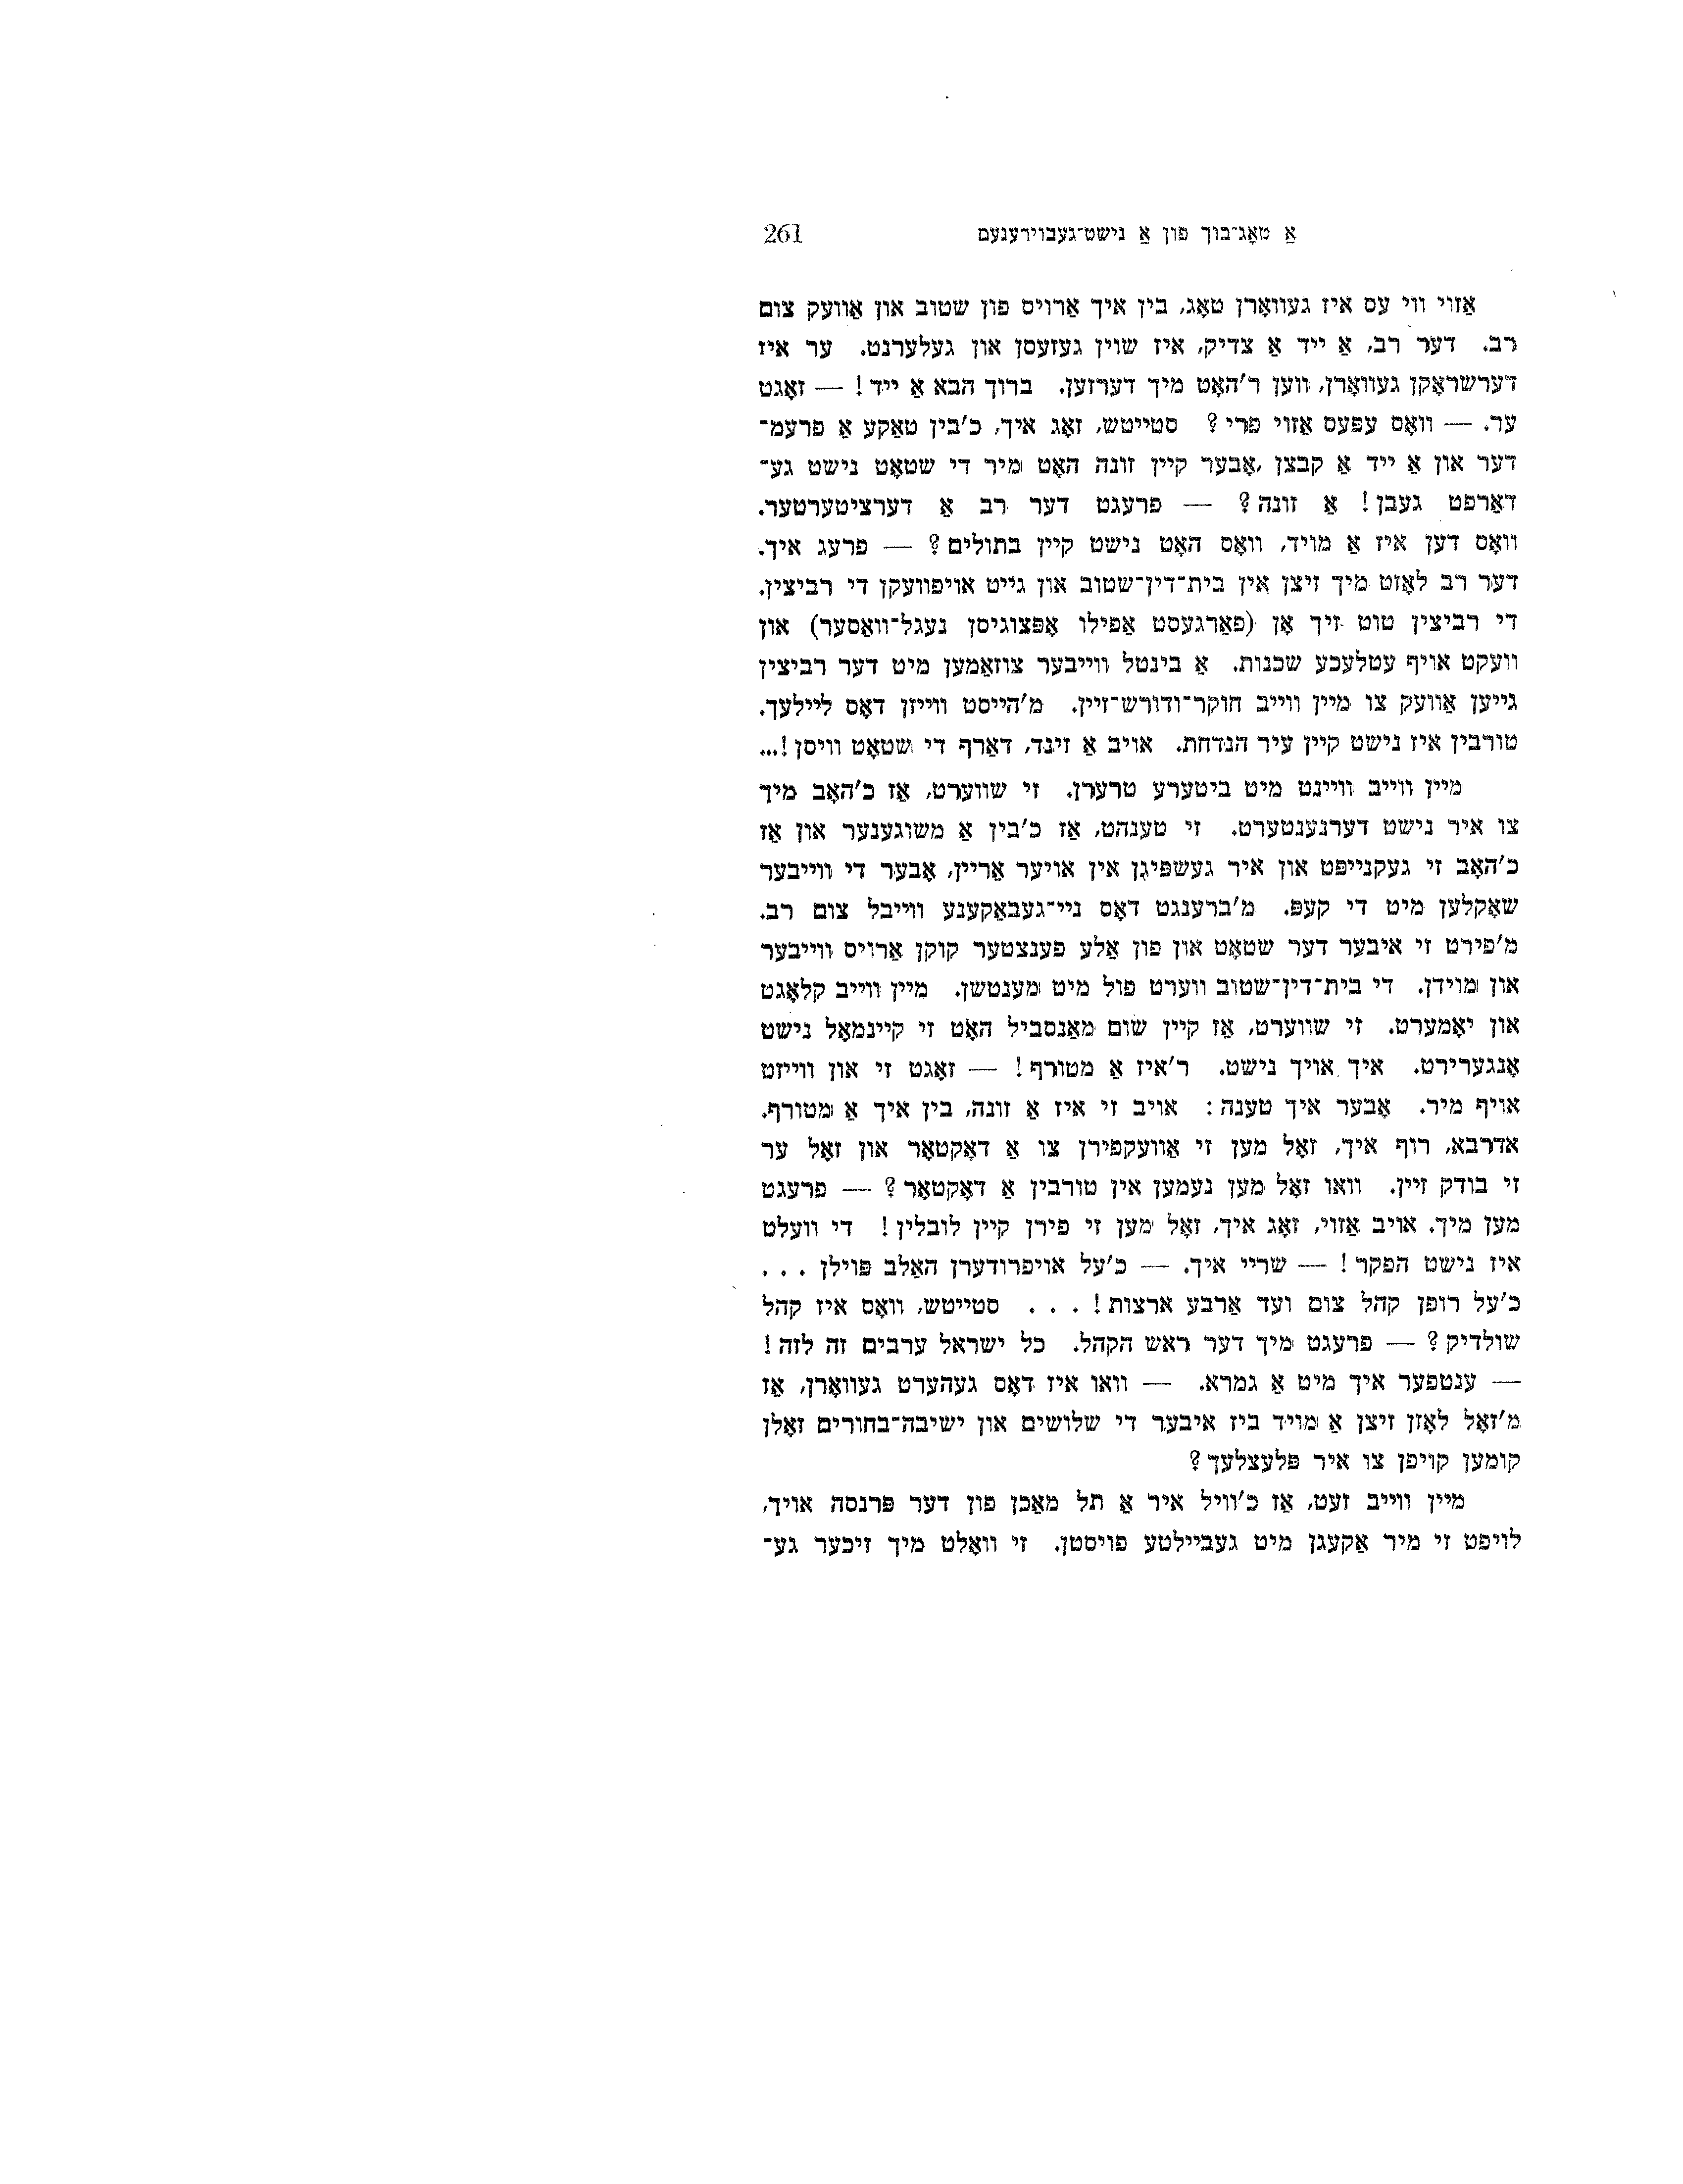 אַ טאָג־בוך פון אַ נישט־געבוירענעם 261
אַזוי ווי עס איז געוואָרן טאָג, בין איך אַרויס פון שטוב און אַוועק צום
רב. דער רב, אַ ייד אַ צדיק, איז שוין געזעסן און געלערנט. ער איז
דערשראָקן געוואָרן, ווען ר'האָט מיך דערזען. ברוך הבא אַ ייד! — זאָגט
ער. — וואָס עפּעס אַזוי פרי? סטייטש, זאָג איך, כ'בין טאַקע אַ פרעמ־
דער און אַ ייד אַ קבצן ,אָבער קיין זונה האָט מיר די שטאָט נישט גע־
דאַרפט געבן! אַ זונה? — פרעגט דער רב אַ דערציטערטער.
וואָס דען איז אַ מויד, וואָס האָט נישט קיין בתולים? — פרעג איך.
דער רב לאָזט מיך זיצן אין בית־דין־שטוב און גייט אויפוועקן די רביצין.
די רביצין טוט זיך אָן (פאַרגעסט אַפילו אָפּצוגיסן נעגל־וואַסער) און
וועקט אויף עטלעכע שכנות. אַ בינטל ווייבער צוזאַמען מיט דער רביצין
גייען אַוועק צו מיין ווייב חוקר־ודורש־זיין. מ'הייסט ווייזן דאָס ליילעך.
טורבין איז נישט קיין עיר הנדחת. אויב אַ זינד, דאַרף די שטאָט וויסן!...
מיין ווייב וויינט מיט ביטערע טרערן. זי שווערט, אַז כ'האָב מיך
צו איר נישט דערנענטערט. זי טענהט, אַז כ'בין אַ משוגענער און אַז
כ'האָב זי געקנייפּט און איר געשפּיגן אין אויער אַריין, אָבער די ווייבער
שאָקלען מיט די קעפּ. מ'ברענגט דאָס ניי־געבאַקענע ווייבל צום רב.
מ'פירט זי איבער דער שטאָט און פון אַלע פענצטער קוקן אַרויס ווייבער
און מוידן. די בית־דין־שטוב ווערט פול מיט מענטשן. מיין ווייב קלאָגט
און יאָמערט. זי שווערט, אַז קיין שום מאַנסביל האָט זי קיינמאָל נישט
אָנגערירט. איך אויך נישט. ר'איז אַ מטורף! — זאָגט זי און ווייזט
אויף מיר. אָבער איך טענה: אויב זי איז אַ זונה, בין איך אַ מטורף.
אדרבא, רוף איך, זאָל מען זי אַוועקפירן צו אַ דאָקטאָר און זאָל ער
זי בודק זיין. וואו זאָל מען נעמען אין טורבין אַ דאָקטאָר? — פרעגט
מען מיך. אויב אַזוי, זאָג איך, זאָל מען זי פירן קיין לובלין! די וועלט
איז נישט הפקר! — שריי איך. — כ'על אויפרודערן האַלב פּוילן . . .
כ'על רופן קהל צום ועד אַרבע ארצות! . . . סטייטש, וואָס איז קהל
שולדיק? — פרעגט מיך דער ראש הקהל. כל ישראל ערבים זה לזה!
— ענטפער איך מיט אַ גמרא. — וואו איז דאָס געהערט געוואָרן, אַז
מ'זאָל לאָזן זיצן אַ מויד ביז איבער די שלושים און ישיבה־בחורים זאָלן
קומען קויפן צו איר פּלעצלעך?
מיין ווייב זעט, אַז כ'וויל איר אַ תל מאַכן פון דער פּרנסה אויך,
לויפט זי מיר אַקעגן מיט געביילטע פויסטן. זי וואָלט מיך זיכער גע־